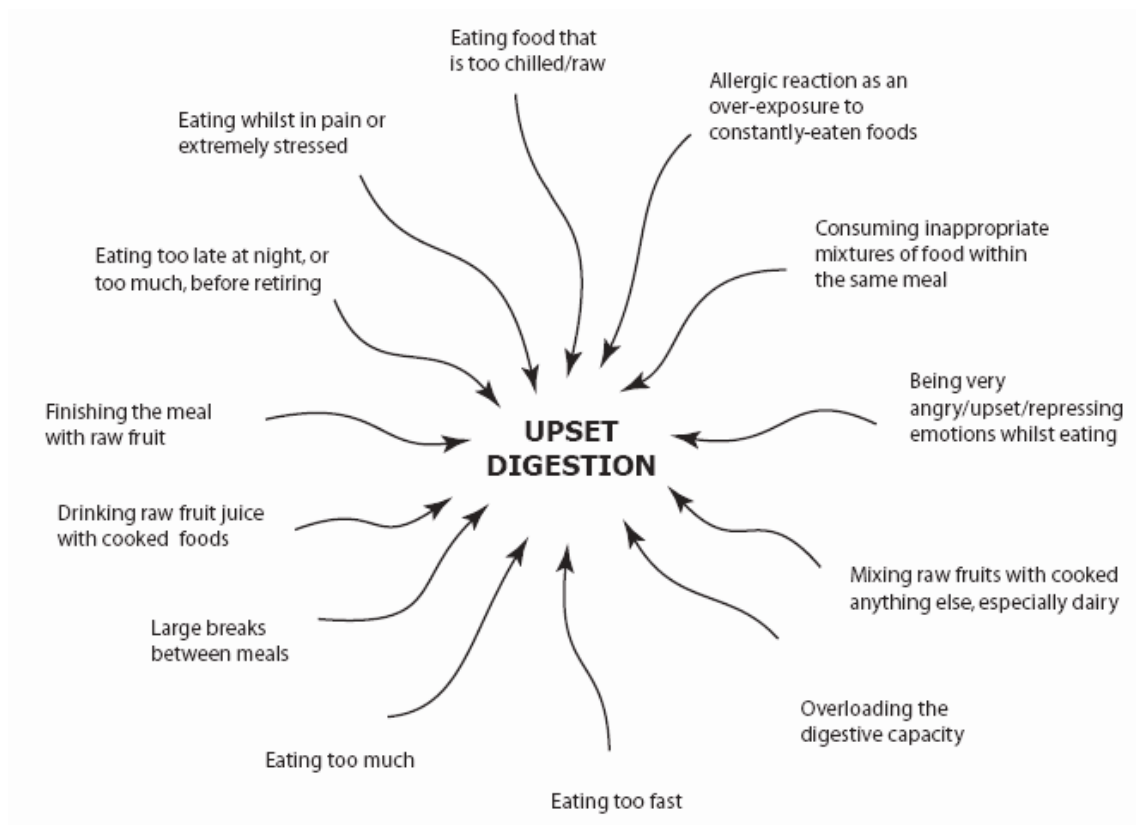 Eating food that
is too chilled/raw
Allergic reaction as an
over-exposure to
constantly-eaten foods
Eating whilst in pain or
extremely stressed
Consuming inappropriate
mixtures of food within
the same meal
Eating too late at night, or
too much, before retiring
Being very
angry/upset/repressing
emotions whilst eating
Finishing the meal
with raw fruit
UPSET
DIGESTION
Drinking raw fruit juice
with cooked foods
Mixing raw fruits with cooked
anything else, especially dairy
Large breaks
between meals
Overloading the
digestive capacity
Eating too much
Eating too fast